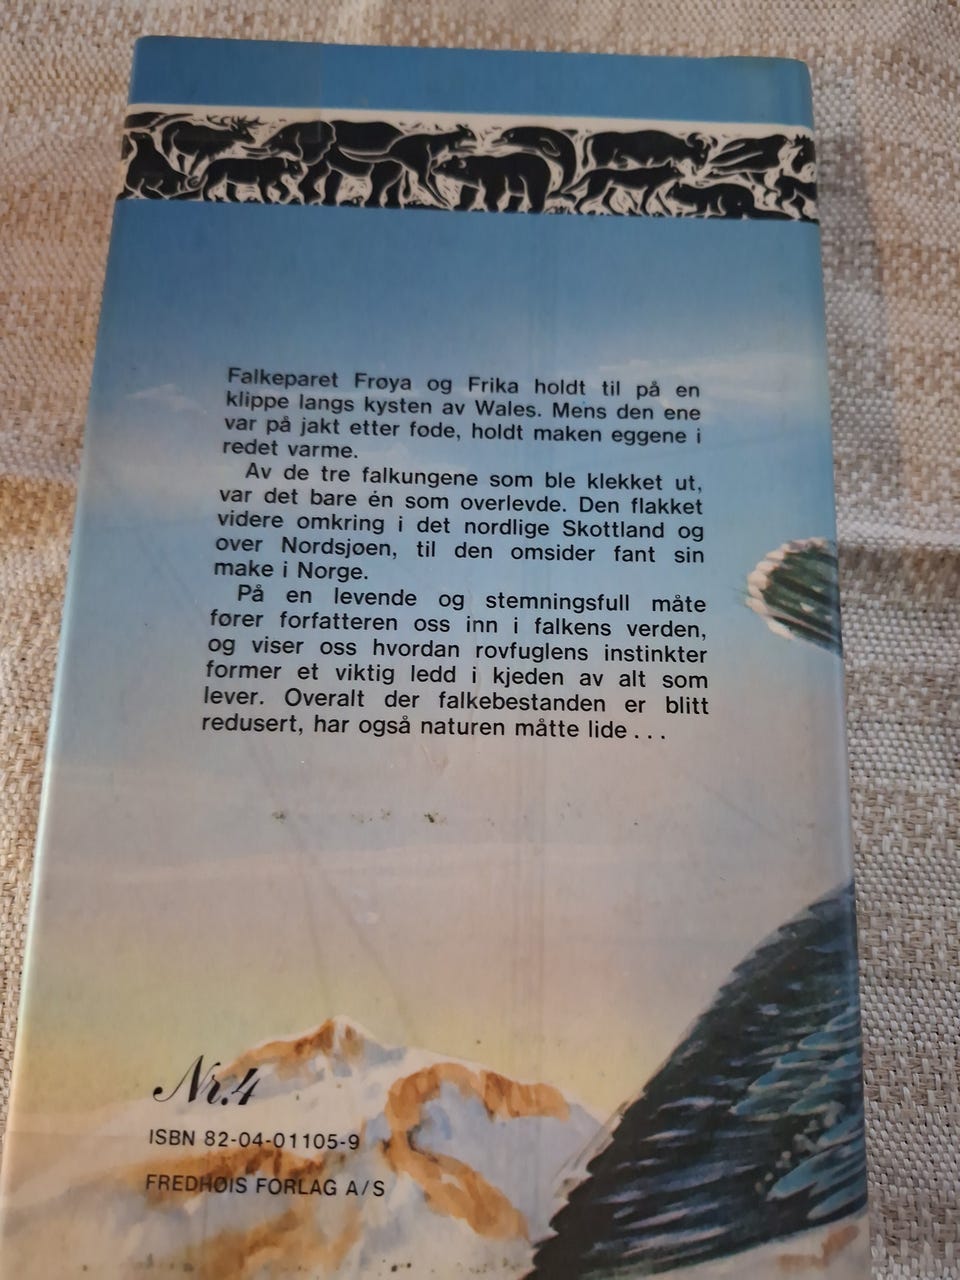 Falkeparet Frøya og Frika holdt til på en
klippe langs kysten av Wales. Mens den ene
var på jakt etter føde, holdt maken eggene i
redet varme.
Av de tre falkungene som ble klekket ut,
var det bare én som overlevde. Den flakket
videre omkring i det nordlige Skottland og
over Nordsjøen, til den omsider fant sin
make i Norge.
På en levende og stemningsfull måte
fører forfatteren oss inn i falkens verden,
og viser oss hvordan rovfuglens instinkter
former et viktig ledd i kjeden av alt som
lever. Overalt der falkebestanden er blitt
redusert, har også naturen måtte lide...
Nr.4
ISBN 82-04-01105-9
FREDHØIS FORLAG A/S